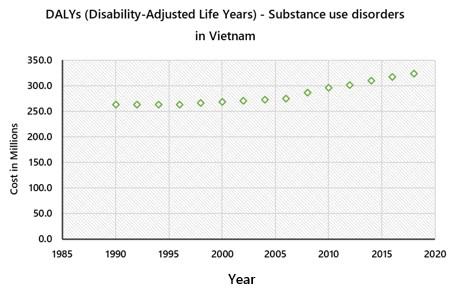 DALYs (Disability-Adjusted Life Years) - Substance use disorders
in Vietnam
350.0
300.0
250.0
200.0
150.0
100.0
50.0
0.0
Cost in Millions
1985 1990 1995 2000 2005 2010 2015 2020
Year